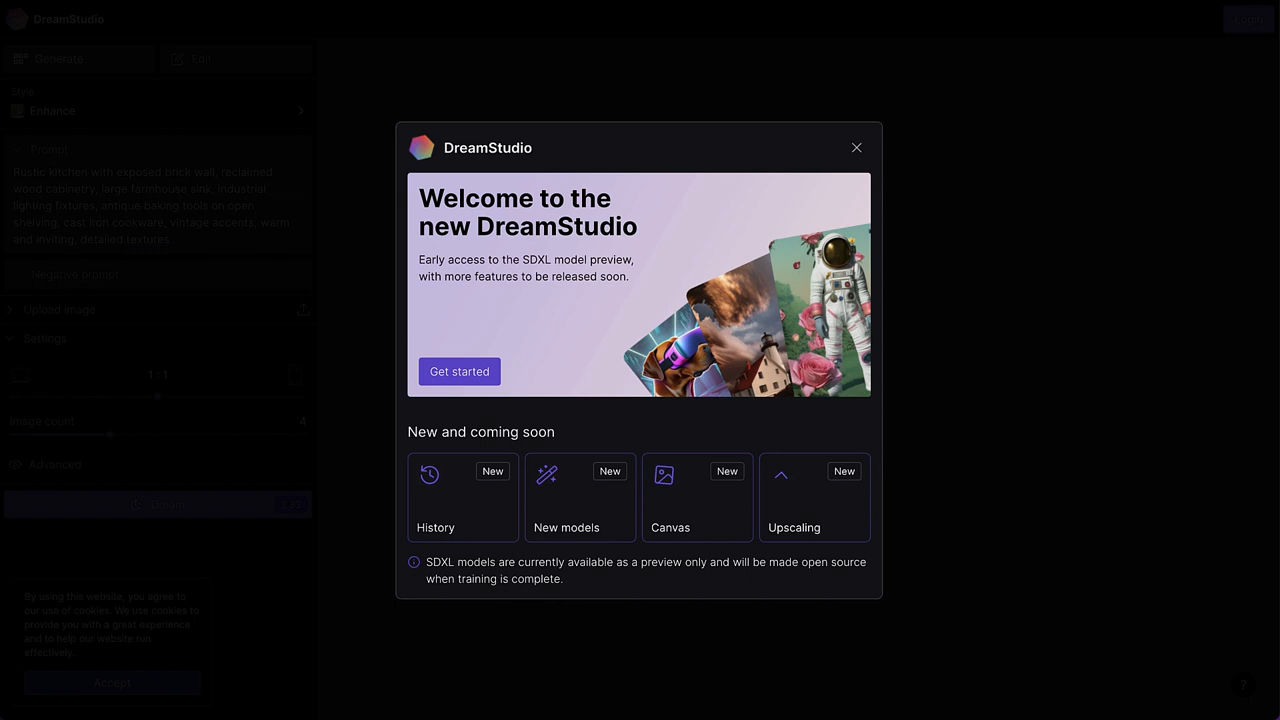 DreamStudio
Login
Generate
Edit
Style
Enhance
Prompt
Rustic kitchen with exposed brick wall, reclaimed
wood cabinetry, large farmhouse sink, industrial
lighting fixtures, antique baking tools on open
shelving, cast iron cookware, vintage accents, warm
and inviting, detailed textures
Negative prompt
Upload image
Settings
1:1
Image count
4
Advanced
Dream
By using this website, you agree to
our use of cookies. We use cookies to
provide you with a great experience
and to help our website run
effectively.
Accept
DreamStudio
Welcome to the
new DreamStudio
Early access to the SDXL model preview,
with more features to be released soon.
Get started
New and coming soon
New
History
New
New models
New
Canvas
New
Upscaling
SDXL models are currently available as a preview only and will be made open source
when training is complete.
?